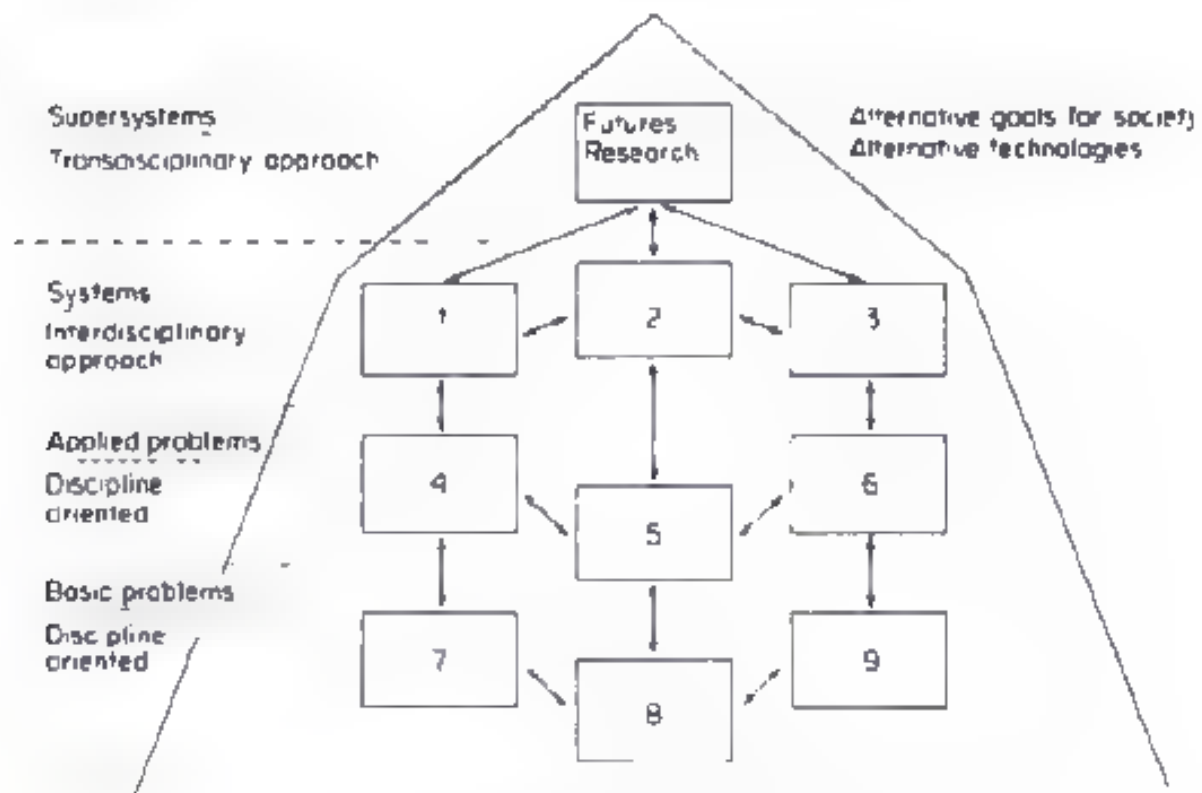 Supersystems
Transdisciplinary approach
Futures
Research
Alternative goals for society
Alternative technologies
Systems
Interdisciplinary
approach
1
2
3
Applied problems
Discipline
oriented
4
5
6
Basic problems
Discipline
oriented
7
8
9